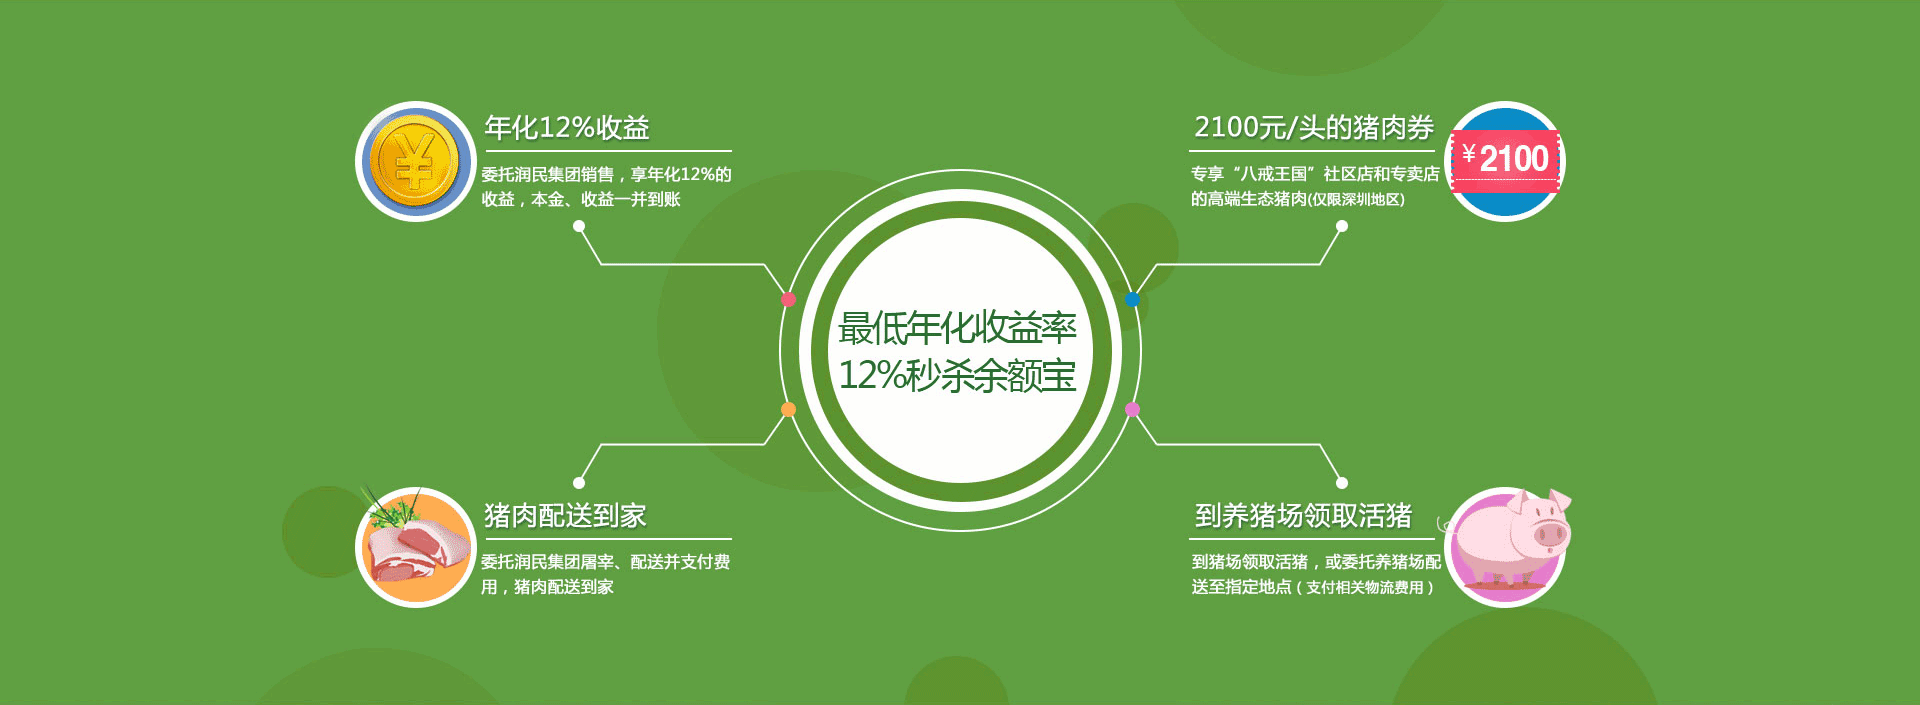 年化12%收益
委托润民集团销售，享年化12%的
收益，本金、收益一并到账
2100元/头的猪肉券
专享“八戒王国”社区店和专卖店
的高端生态猪肉(仅限深圳地区)
¥2100
最低年化收益率
12%秒杀余额宝
猪肉配送到家
委托润民集团屠宰、配送并支付费
用，猪肉配送到家
到养猪场领取活猪
到猪场领取活猪，或委托养猪场配
送至指定地点（支付相关物流费用）
¥